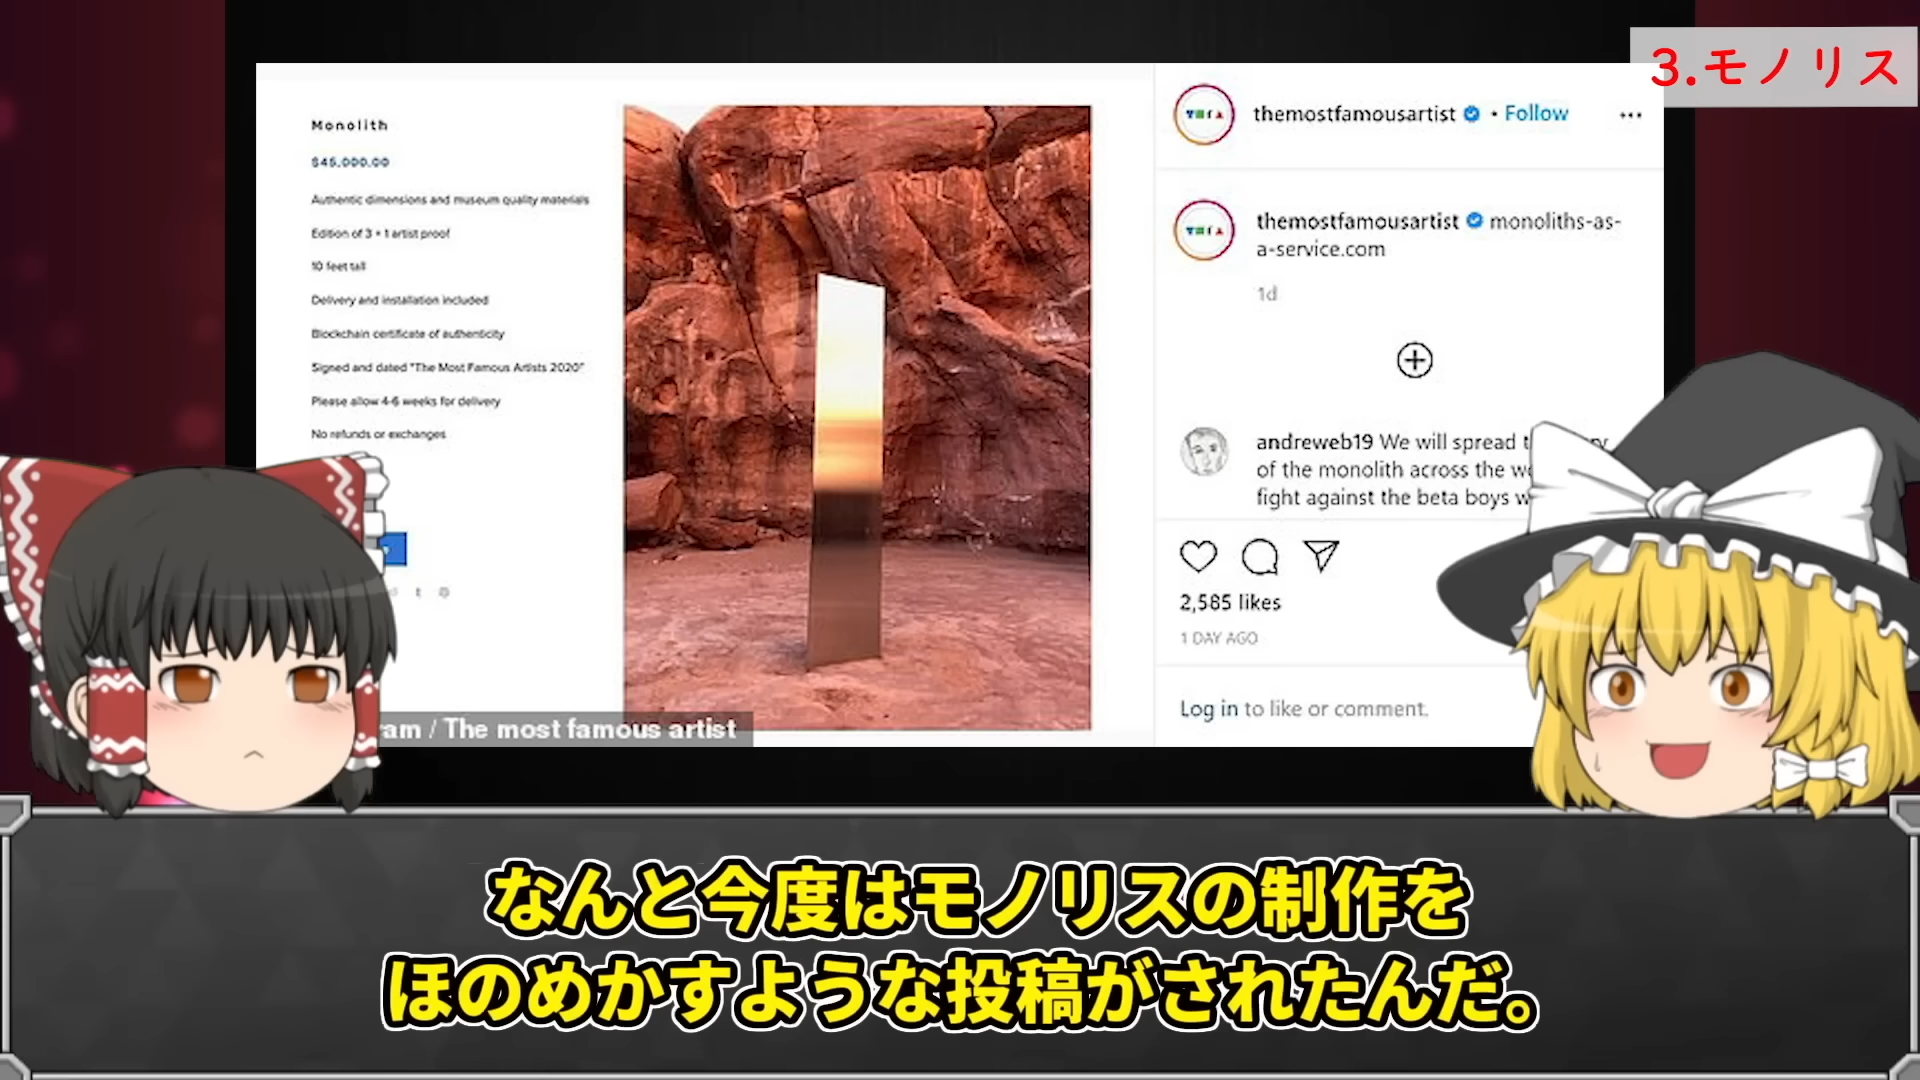 3.モノリス
Monolith
$45,000.00
Authentic dimensions and museum quality materials
Edition of 3 + 1 artist proof
10 feet tall
Delivery and installation included
Blockchain certificate of authenticity
Signed and dated "The Most Famous Artists 2020"
Please allow 4-6 weeks for delivery
No refunds or exchanges
themostfamousartist • Follow
themostfamousartist monoliths-as-
a-service.com
1d
andreweb19 We will spread
of the monolith across the
fight against the beta boys
2,585 likes
1 DAY AGO
Log in to like or comment.
ram / The most famous artist
なんと今度はモノリスの制作を
ほのめかすような投稿がされたんだ。